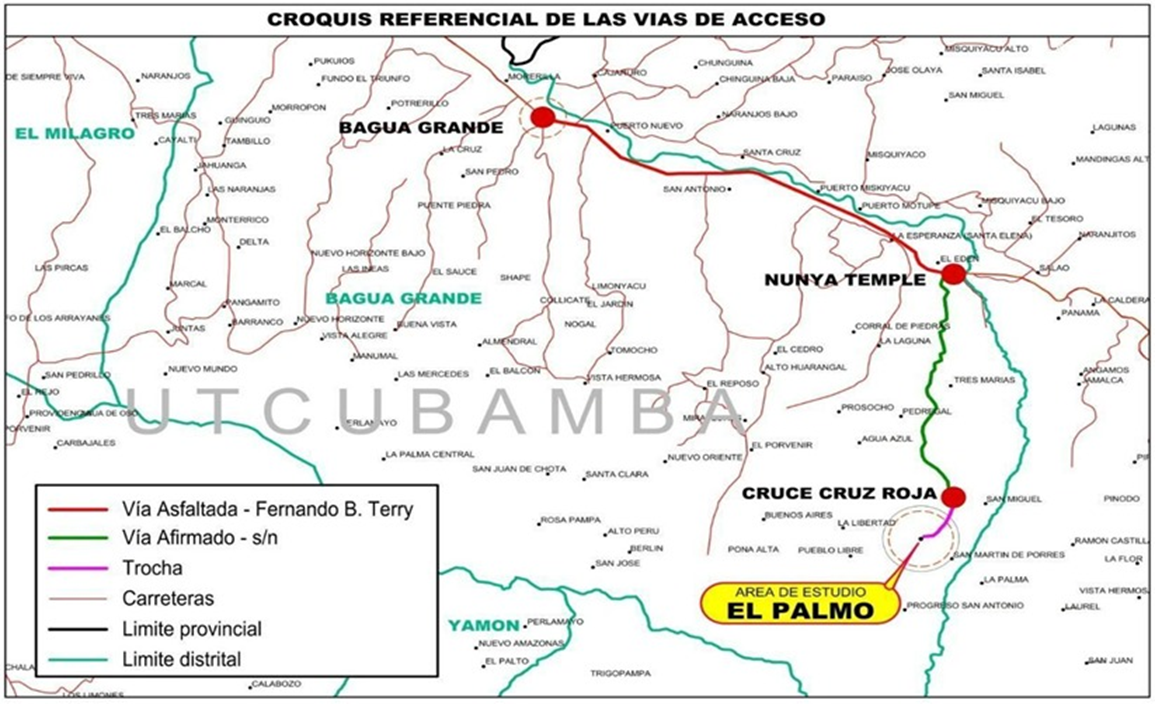 CROQUIS REFERENCIAL DE LAS VIAS DE ACCESO
MISQUIYACU ALTO
PUKUIOS
CHUNGUINA
JOSE OLAYA
SANTA ISABEL
DE SIEMPRE VIVA
NARANJOS
FUNDO EL TRIUNFO
MORERILLA
CAJARURO
CHINGUINA BAJA
PARAISO
SAN MIGUEL
MORROPON
POTRERILLO
TRES MARIAS
GUINGUIO
BAGUA GRANDE
NARANJOS BAJO
PUERTO NUEVO
LAGUNAS
EL MILAGRO
CAYALTI
TAMBILLO
LA CRUZ
SANTA CRUZ
MISQUIYACO
MANDINGAS ALT
JAHUANGA
SAN PEDRO
LAS NARANJAS
SAN ANTONIO
PUERTO MISKIYACU
PUENTE PIEDRA
PUERTO MOTUPE
MISQUIYACU BAJO
MONTERRICO
EL TESORO
EL BALCHO
LA ESPERANZA (SANTA ELENA)
NARANJITOS
DELTA
NUEVO HORIZONTE BAJO
EL EDEN
LAS PIRCAS
LAS INEAS
EL SAUCE
SHAPE
NUNYA TEMPLE
SALAO
MARCAL
LIMONYACU
BAGUA GRANDE
COLLICATE
EL JARDIN
PANGAMITO
LA CALDERA
PANAMA
FO DE LOS ARRAYANES
BARRANCO
NUEVO HORIZONTE
BUENA VISTA
NOGAL
CORRAL DE PIEDRAS
JUNTAS
VISTA ALEGRE
ALMENDRAL
LA LAGUNA
MANUMAL
TOMOCHO
EL CEDRO
SAN PEDRILLO
NUEVO MUNDO
LAS MERCEDES
EL BALCON
VISTA HERMOSA
ALTO HUARANGAL
TRES MARIAS
ANGAMOS
JAMALCA
EL REJO
EL REPOSO
UTCUBAMBA
PROSOCHO
PEDREGAL
PORVENIR
PERLAMAYO
CARBAJALES
EL PORVENIR
AGUA AZUL
LA PALMA CENTRAL
NUEVO ORIENTE
SAN JUAN DE CHOTA
SANTA CLARA
CRUCE CRUZ ROJA
SAN MIGUEL
PINODO
Vía Asfaltada - Fernando B. Terry
Vía Afirmado - s/n
Trocha
Carreteras
Limite provincial
Limite distrital
ROSA PAMPA
ALTO PERU
BUENOS AIRES
LA LIBERTAD
BERLIN
PONA ALTA
PUEBLO LIBRE
SAN MARTIN DE PORRES
RAMON CASTILL
LA FLOR
SAN JOSE
AREA DE ESTUDIO
EL PALMO
LA PALMA
VISTA HERMOS
PROGRESO SAN ANTONIO
LAUREL
YAMON
PERLAMAYO
NUEVO AMAZONAS
EL PALTO
TRIGOPAMPA
SAN JUAN
CHALA
CALABOZO
LOS LIMONES